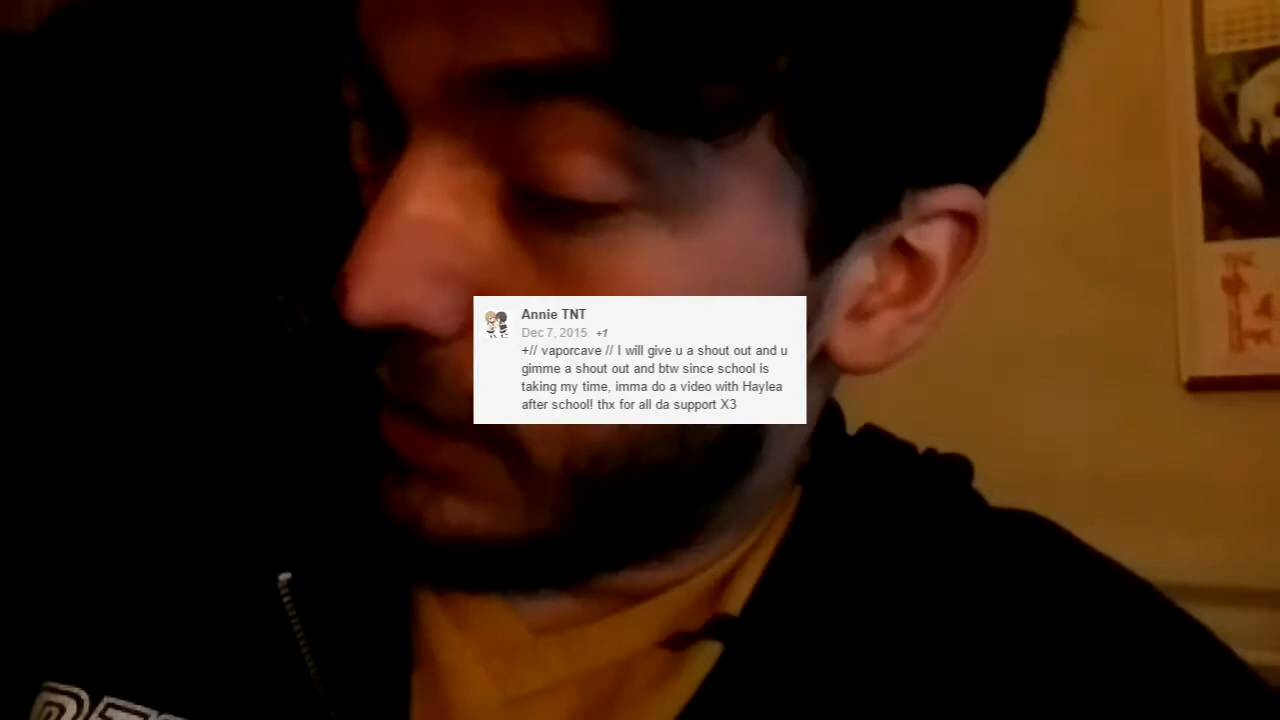 Annie TNT
Dec 7, 2015 +1
+// vaporcave // I will give u a shout out and u
gimme a shout out and btw since school is
taking my time, imma do a video with Haylea
after school! thx for all da support X3